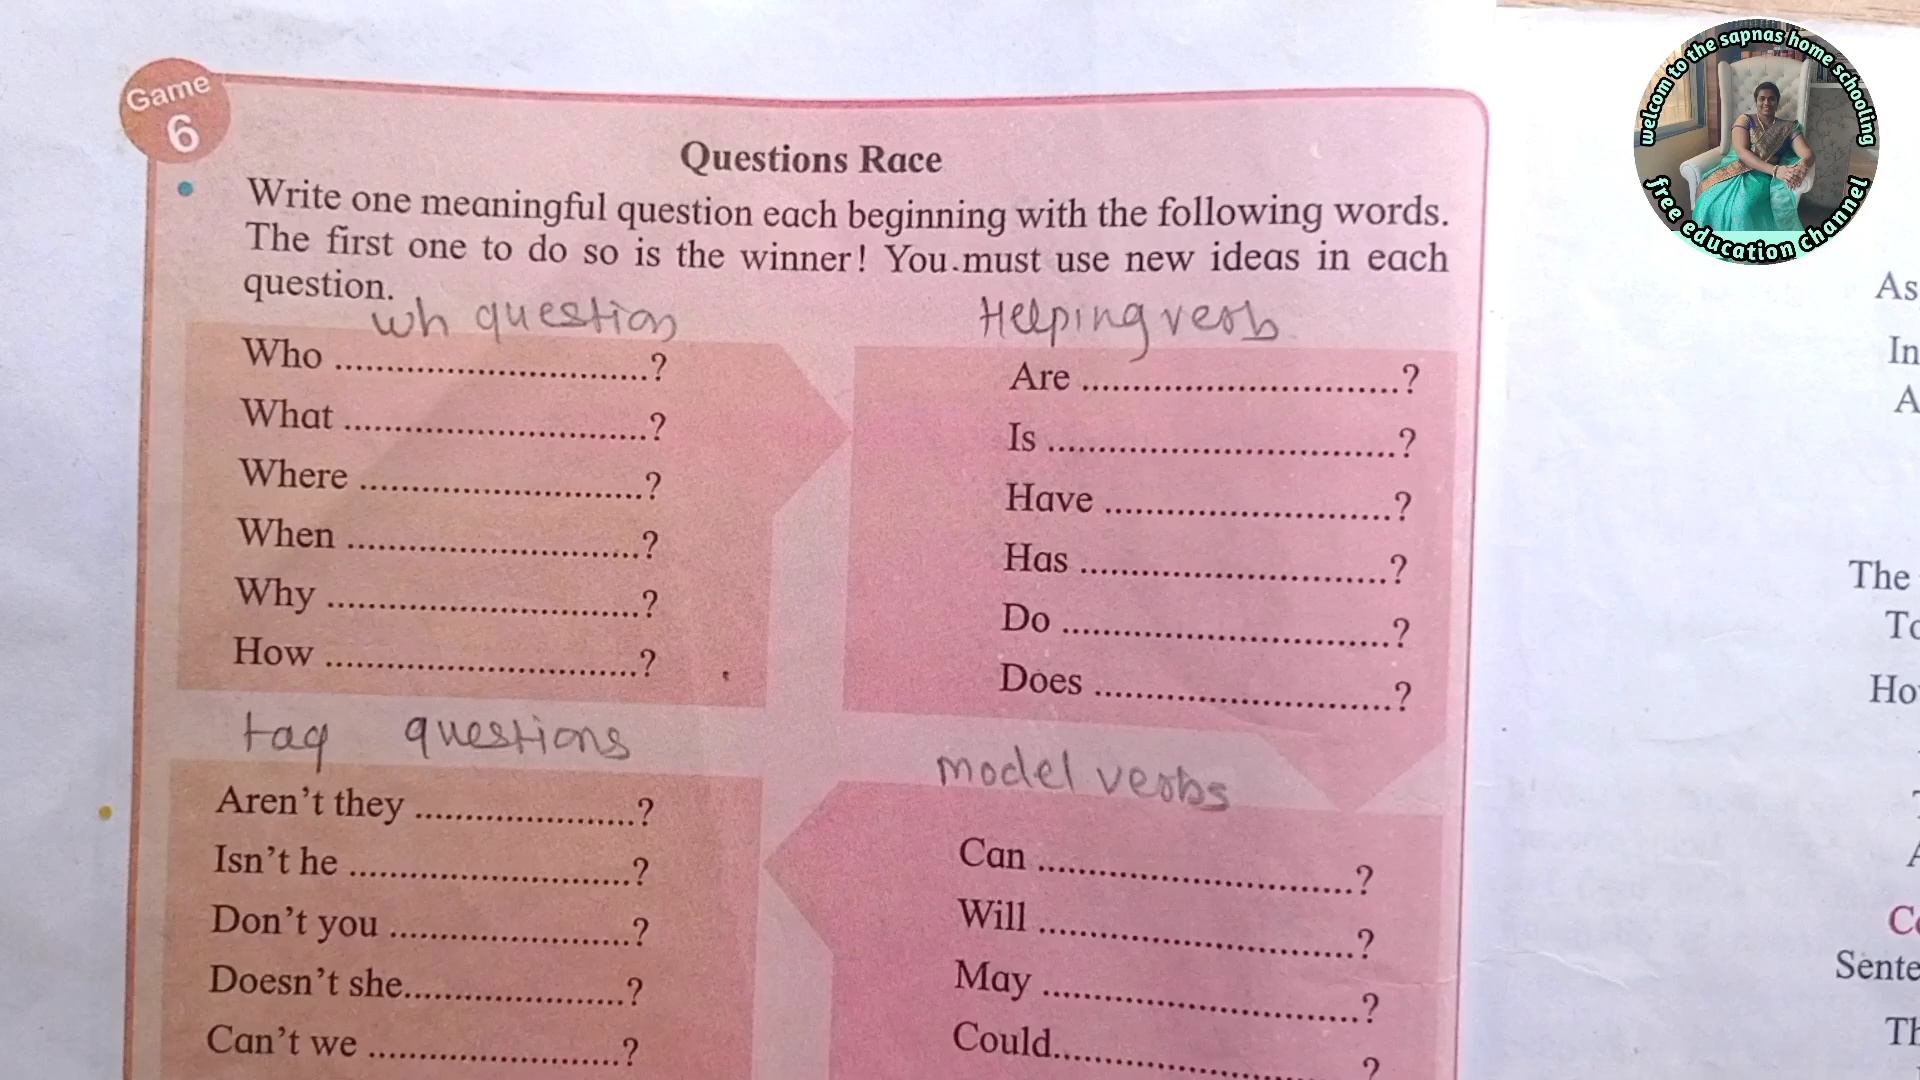 Game
6
Questions Race
Write one meaningful question each beginning with the following words.
The first one to do so is the winner! You must use new ideas in each
question.
wh question
Who ..............................?
What .............................?
Where ...........................?
When ............................?
Why ..............................?
How ..............................?
Helping verb
Are ...............................?
Is ..................................?
Have ............................?
Has ..............................?
Do ................................?
Does .............................?
tag questions
Aren't they ......................?
Isn't he ...........................?
Don't you .......................?
Doesn't she.....................?
Can't we ........................?
model verbs
Can ...............................?
Will ...............................?
May ...............................?
Could..............................?
welcom to the sapnas home schooling
free education channel
As
In
A
The
To
Ho
A
Sente